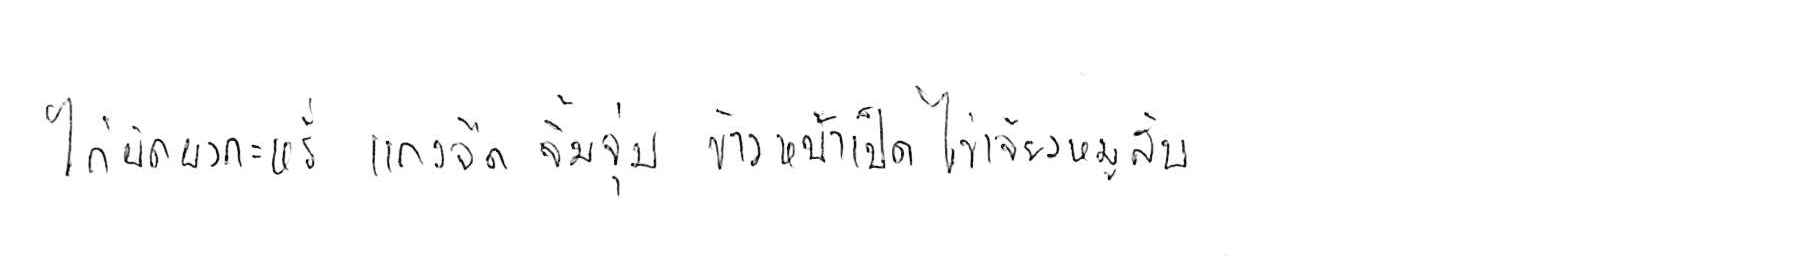 ไก่ผัดผงกะหรี่ แกงจืด จิ้มจุ่ม ข้าวหน้าเป็ด ไข่เจียวหมูสับ